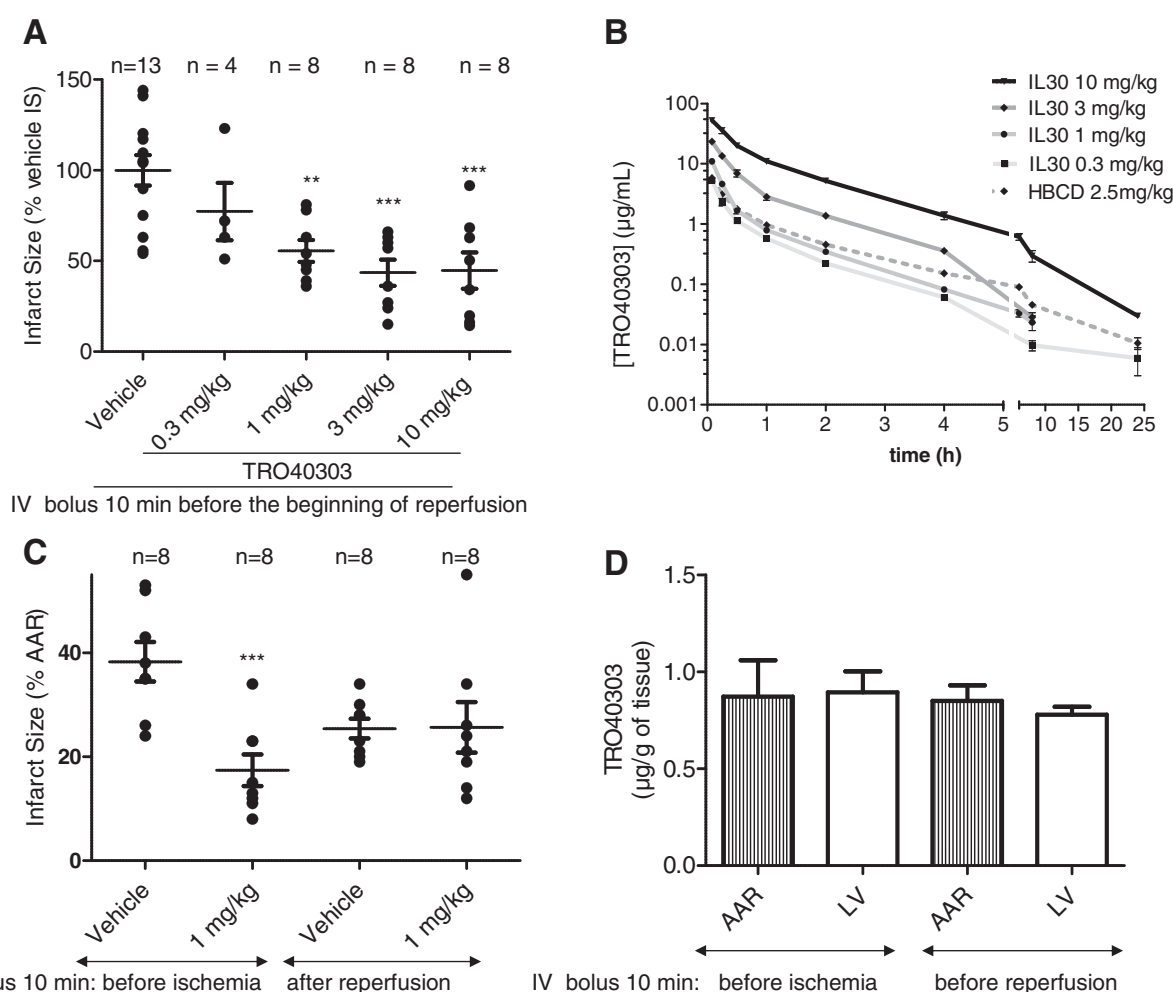 A
n=13 n = 4 n = 8 n = 8 n = 8
Infarct Size (% vehicle IS)
150
100
50
0
** *** ***
Vehicle 0.3 mg/kg 1 mg/kg 3 mg/kg 10 mg/kg
TRO40303
IV bolus 10 min before the beginning of reperfusion
B
IL30 10 mg/kg
IL30 3 mg/kg
IL30 1 mg/kg
IL30 0.3 mg/kg
HBCD 2.5mg/kg
[TRO40303] (µg/mL)
100
10
1
0.1
0.01
0.001
0 1 2 3 4 5 10 15 20 25
time (h)
C
n=8 n=8 n=8 n=8
Infarct Size (% AAR)
40
20
0
***
Vehicle 1 mg/kg Vehicle 1 mg/kg
us 10 min: before ischemia after reperfusion
D
TRO40303
(µg/g of tissue)
1.5
1.0
0.5
0.0
AAR LV AAR LV
IV bolus 10 min: before ischemia before reperfusion